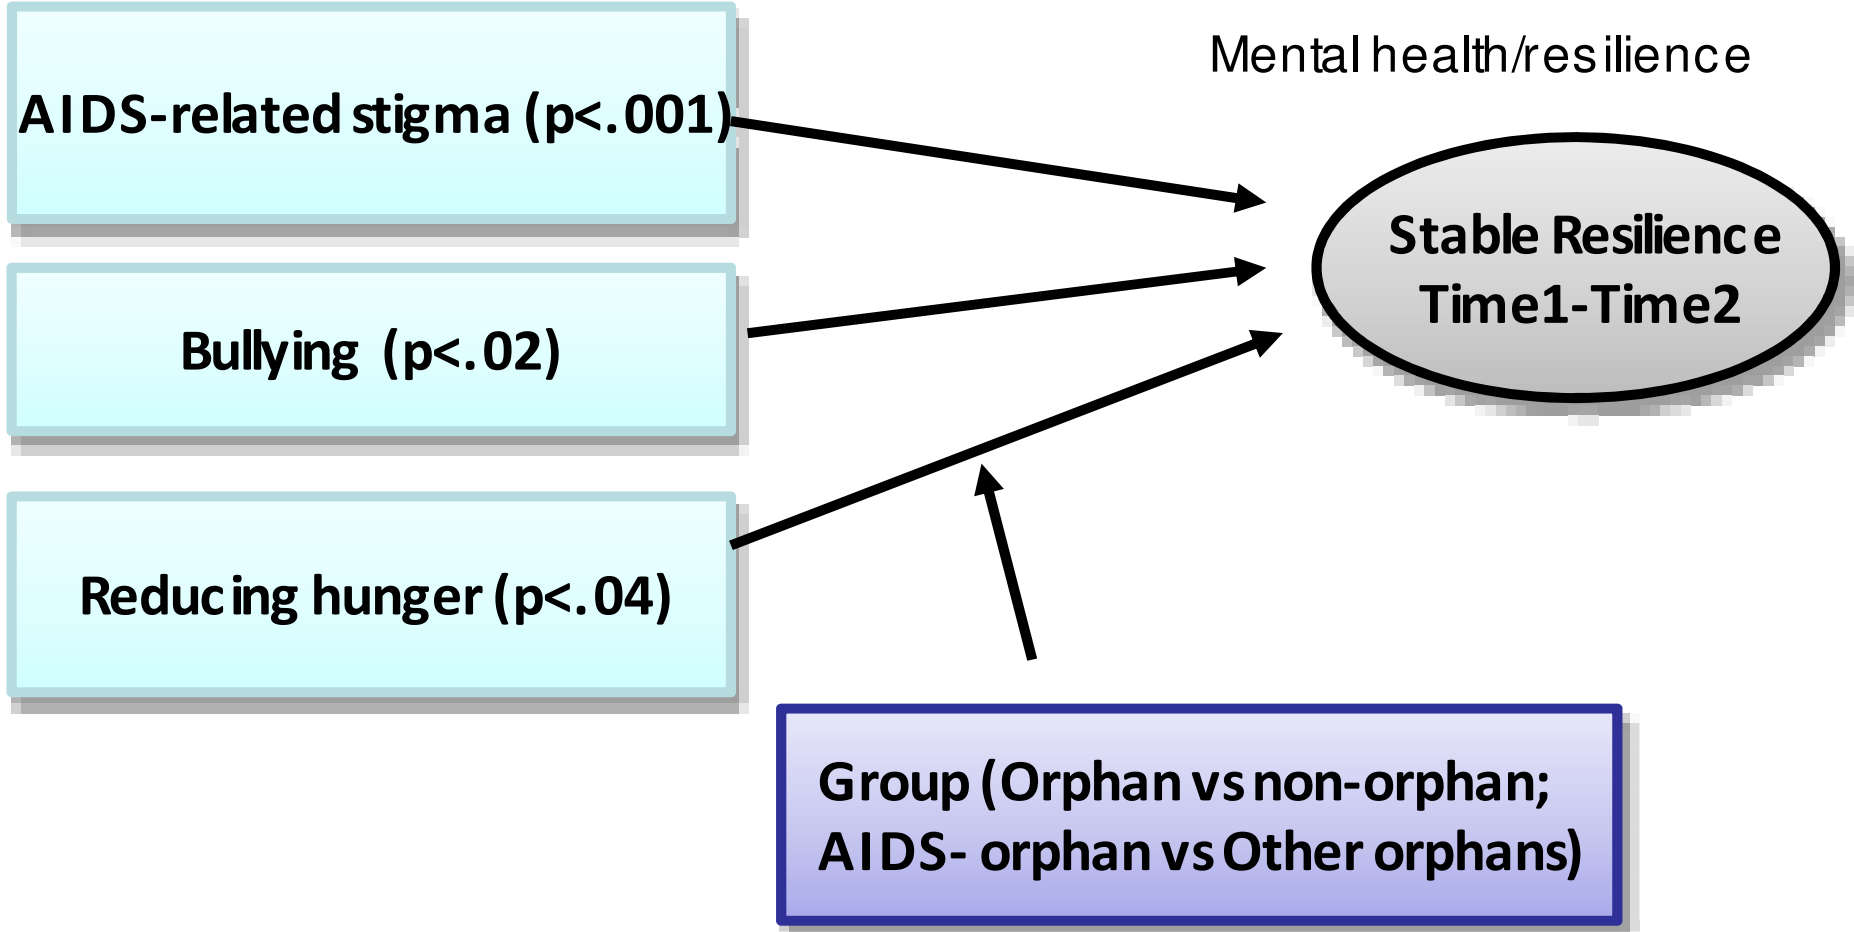 Mental health/resilience
AIDS-related stigma (p<.001)
Stable Resilience
Time1-Time2
Bullying (p<.02)
Reducing hunger (p<.04)
Group (Orphan vs non-orphan;
AIDS- orphan vs Other orphans)